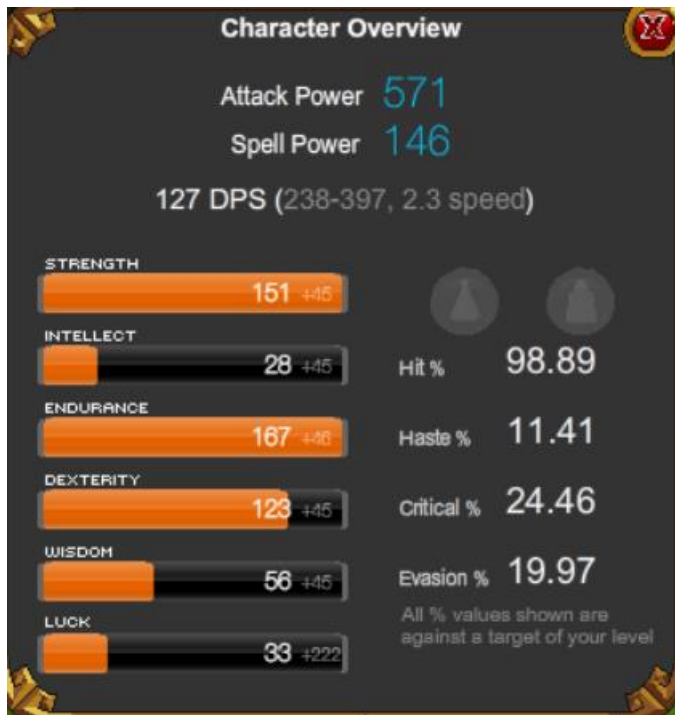 Character Overview
Attack Power 571
Spell Power 146
127 DPS (238-397, 2.3 speed)
STRENGTH
151 +45
INTELLECT
28 +45
ENDURANCE
167 +46
DEXTERITY
123 +45
WISDOM
56 +45
LUCK
33 +222
Hit % 98.89
Haste % 11.41
Critical % 24.46
Evasion % 19.97
All % values shown are
against a target of your level